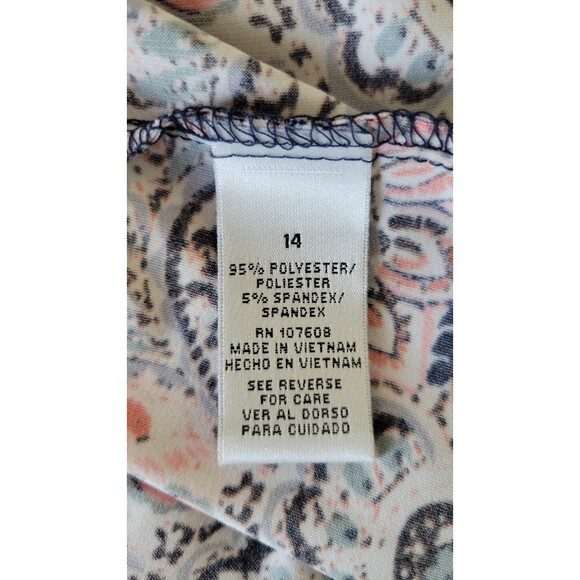 14
95% POLYESTER/
POLIESTER
5% SPANDEX/
SPANDEX
RN 107608
MADE IN VIETNAM
HECHO EN VIETNAM
SEE REVERSE
FOR CARE
VER AL DORSO
PARA CUIDADO